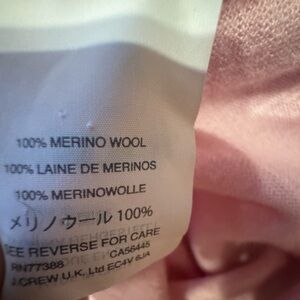 100% MERINO WOOL
100% LAINE DE MERINOS
100% MERINOWOLLE
メリノウール 100%
SEE REVERSE FOR CARE
RN77388 CA56445
J.CREW U.K. Ltd EC4V 6JA